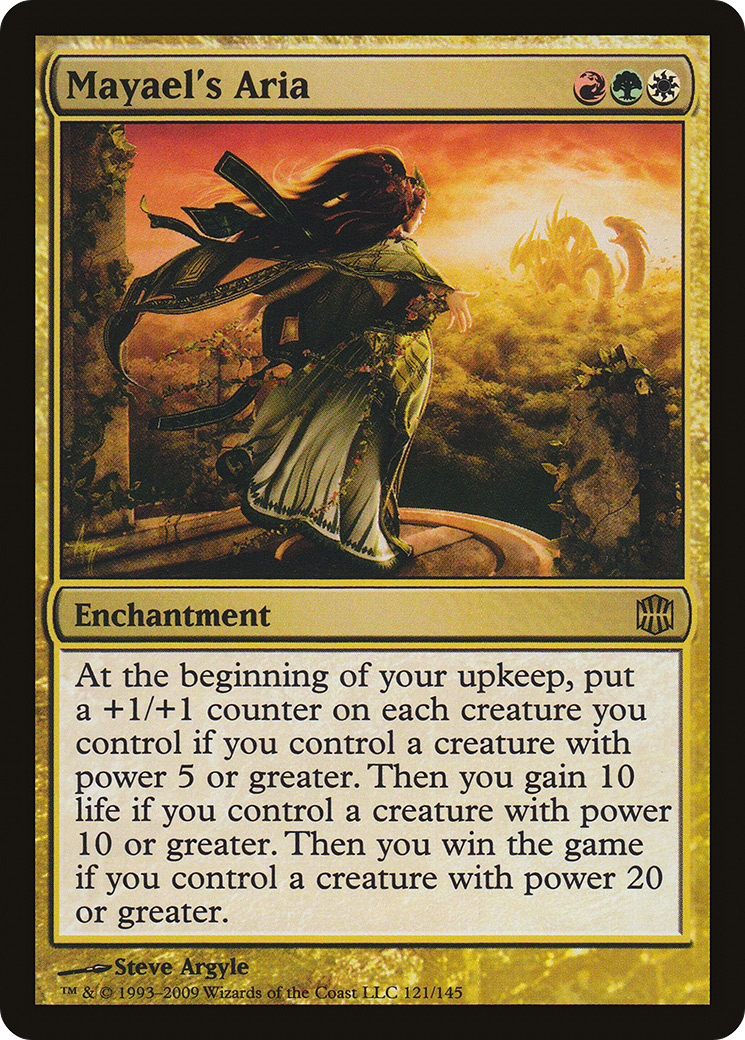 Mayael's Aria
Enchantment
At the beginning of your upkeep, put
a +1/+1 counter on each creature you
control if you control a creature with
power 5 or greater. Then you gain 10
life if you control a creature with power
10 or greater. Then you win the game
if you control a creature with power 20
or greater.
Steve Argyle
™ & © 1993–2009 Wizards of the Coast LLC 121/145